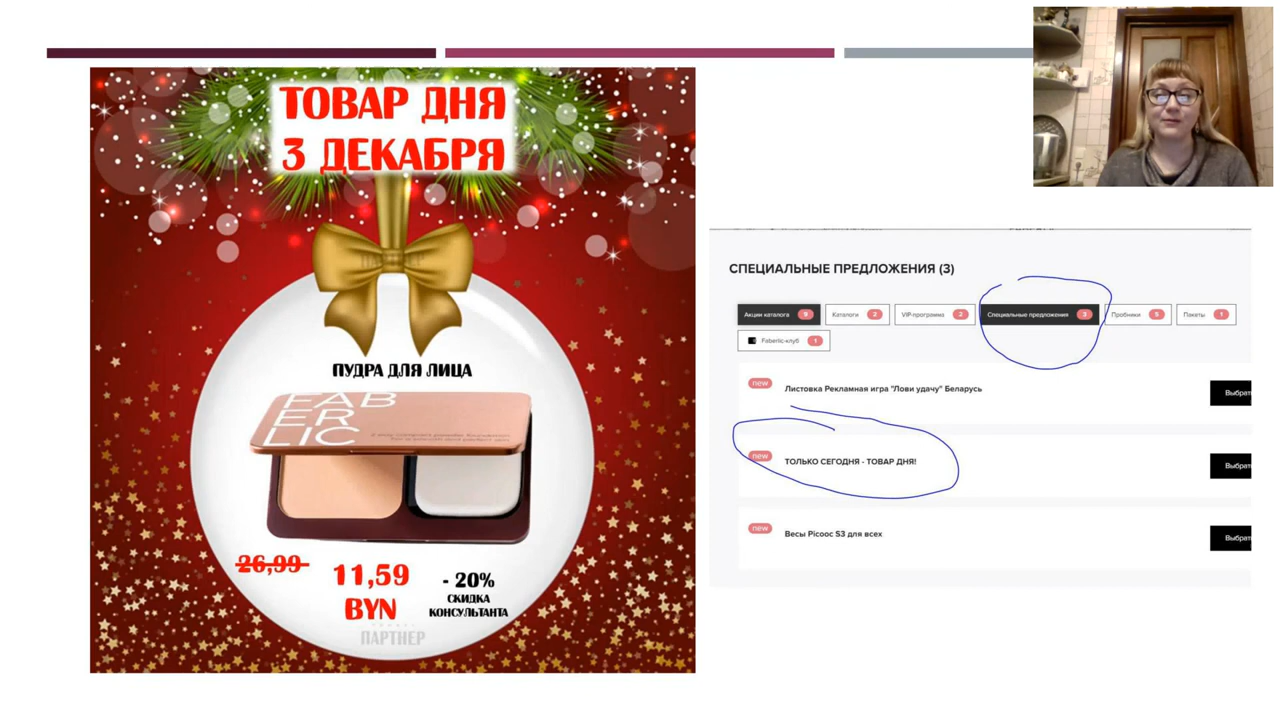 ТОВАР ДНЯ
3 ДЕКАБРЯ
ПУДРА ДЛЯ ЛИЦА
FAB
ER
LIC
26,99
11,59
BYN
- 20%
СКИДКА
КОНСУЛЬТАНТА
ПАРТНЕР
СПЕЦИАЛЬНЫЕ ПРЕДЛОЖЕНИЯ (3)
Акции каталога 9 Каталоги 2 VIP-программа 2 Специальные предложения 3 Пробники 5 Пакеты 1
Faberlic-клуб 1
new Листовка Рекламная игра "Лови удачу" Беларусь Выбрат
new ТОЛЬКО СЕГОДНЯ - ТОВАР ДНЯ! Выбрат
new Весы Picooc S3 для всех Выбрат